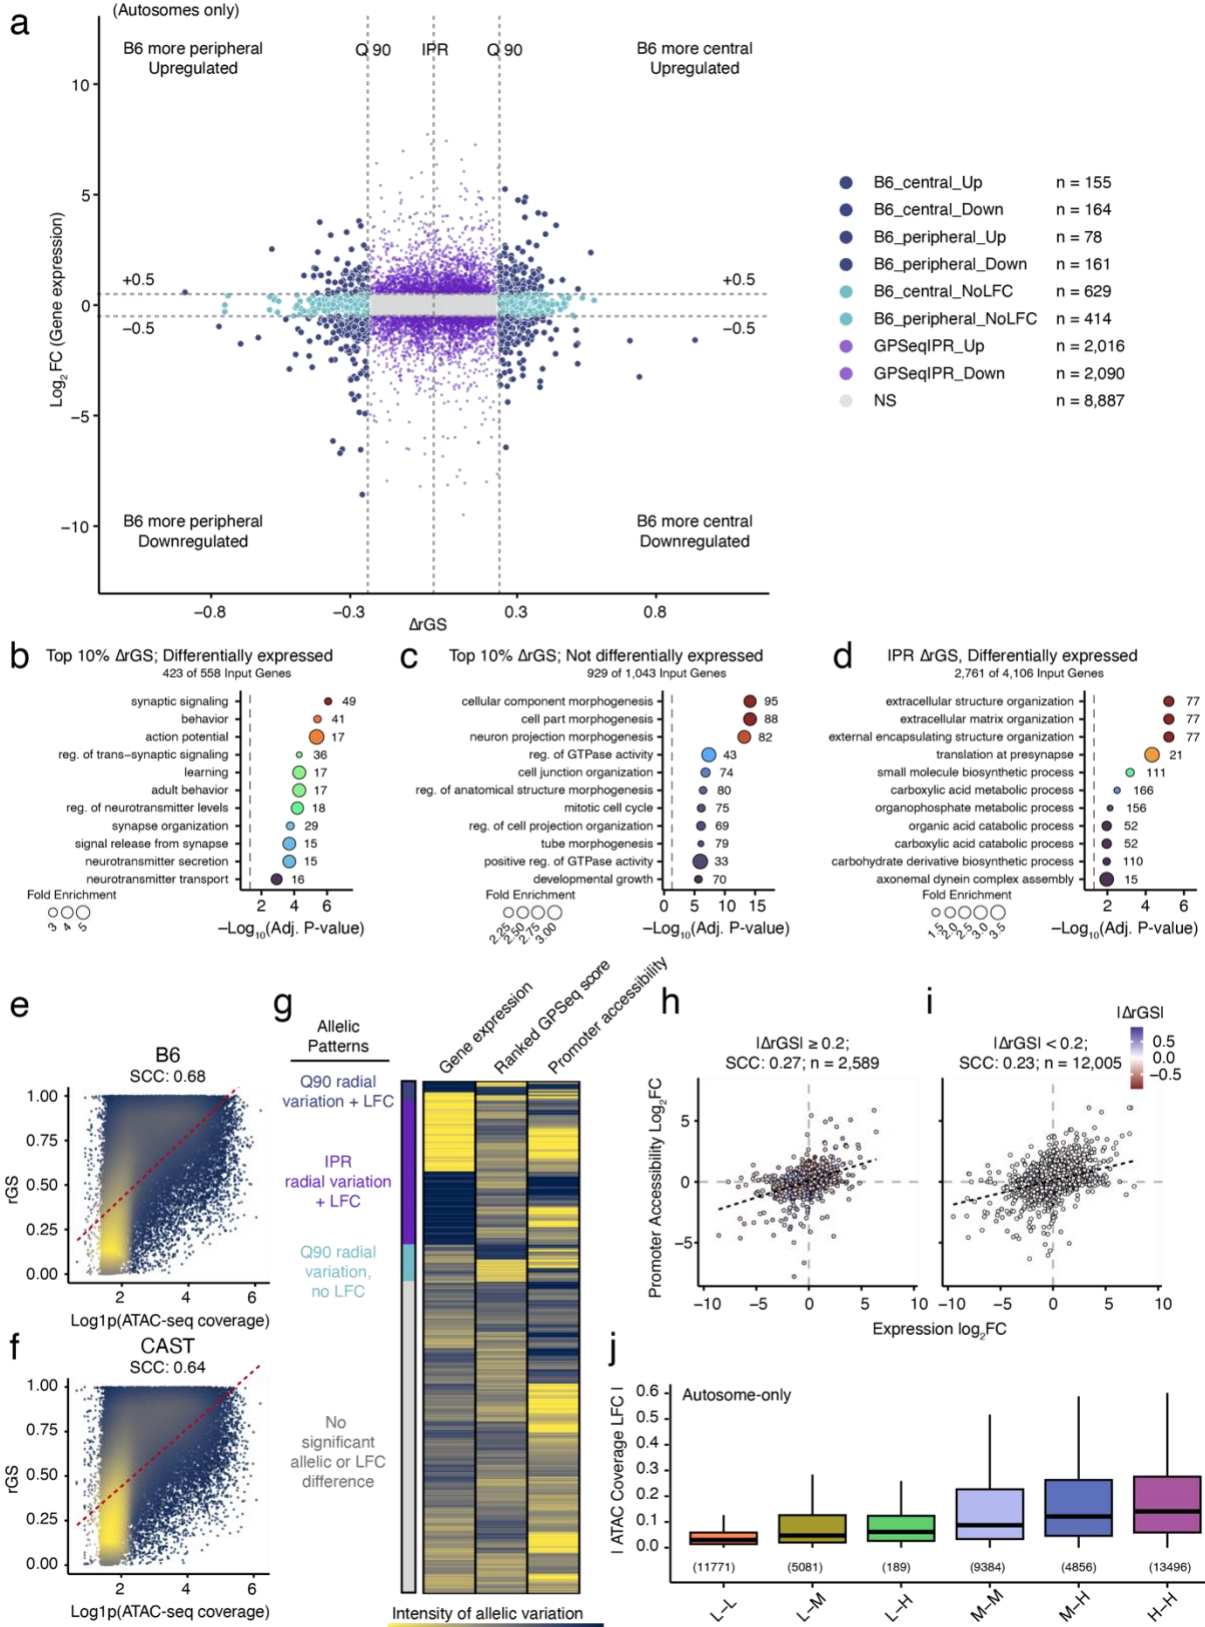 a
(Autosomes only)
B6 more peripheral
Upregulated
Q 90
IPR
Q 90
B6 more central
Upregulated
10
5
0
−5
−10
Log2 FC (Gene expression)
+0.5
−0.5
+0.5
−0.5
B6 more peripheral
Downregulated
B6 more central
Downregulated
−0.8
−0.3
0.3
0.8
ΔrGS
B6_central_Up n = 155
B6_central_Down n = 164
B6_peripheral_Up n = 78
B6_peripheral_Down n = 161
B6_central_NoLFC n = 629
B6_peripheral_NoLFC n = 414
GPSeqIPR_Up n = 2,016
GPSeqIPR_Down n = 2,090
NS n = 8,887
b
Top 10% ΔrGS; Differentially expressed
423 of 558 Input Genes
synaptic signaling 49
behavior 41
action potential 17
reg. of trans−synaptic signaling 36
learning 17
adult behavior 17
reg. of neurotransmitter levels 18
synapse organization 29
signal release from synapse 15
neurotransmitter secretion 15
neurotransmitter transport 16
Fold Enrichment
3 4 5
2 4 6
−Log10(Adj. P-value)
c
Top 10% ΔrGS; Not differentially expressed
929 of 1,043 Input Genes
cellular component morphogenesis 95
cell part morphogenesis 88
neuron projection morphogenesis 82
reg. of GTPase activity 43
cell junction organization 74
reg. of anatomical structure morphogenesis 80
mitotic cell cycle 75
reg. of cell projection organization 69
tube morphogenesis 79
positive reg. of GTPase activity 33
developmental growth 70
Fold Enrichment
2.25 2.50 2.75 3.00
0 5 10 15
−Log10(Adj. P-value)
d
IPR ΔrGS, Differentially expressed
2,761 of 4,106 Input Genes
extracellular structure organization 77
extracellular matrix organization 77
external encapsulating structure organization 77
translation at presynapse 21
small molecule biosynthetic process 111
carboxylic acid metabolic process 166
organophosphate metabolic process 156
organic acid catabolic process 52
carboxylic acid catabolic process 52
carbohydrate derivative biosynthetic process 110
axonemal dynein complex assembly 15
Fold Enrichment
1.5 2.0 2.5 3.0 3.5
2 4 6
−Log10(Adj. P-value)
e
B6
SCC: 0.68
1.00
0.75
0.50
0.25
0.00
rGS
2 4 6
Log1p(ATAC-seq coverage)
f
CAST
SCC: 0.64
1.00
0.75
0.50
0.25
0.00
rGS
2 4 6
Log1p(ATAC-seq coverage)
g
Allelic
Patterns
Gene expression
Ranked GPSeq score
Promoter accessibility
Q90 radial
variation + LFC
IPR
radial variation
+ LFC
Q90 radial
variation,
no LFC
No
significant
allelic or LFC
difference
Intensity of allelic variation
h
|ΔrGS| ≥ 0.2;
SCC: 0.27; n = 2,589
5
0
−5
Promoter Accessibility Log2FC
−10 −5 0 5 10
i
|ΔrGS| < 0.2;
SCC: 0.23; n = 12,005
|ΔrGS|
0.5
0.0
−0.5
−10 −5 0 5 10
Expression log2FC
j
Autosome-only
0.6
0.5
0.4
0.3
0.2
0.1
0.0
| ATAC Coverage LFC |
(11771) (5081) (189) (9384) (4856) (13496)
L−L L−M L−H M−M M−H H−H